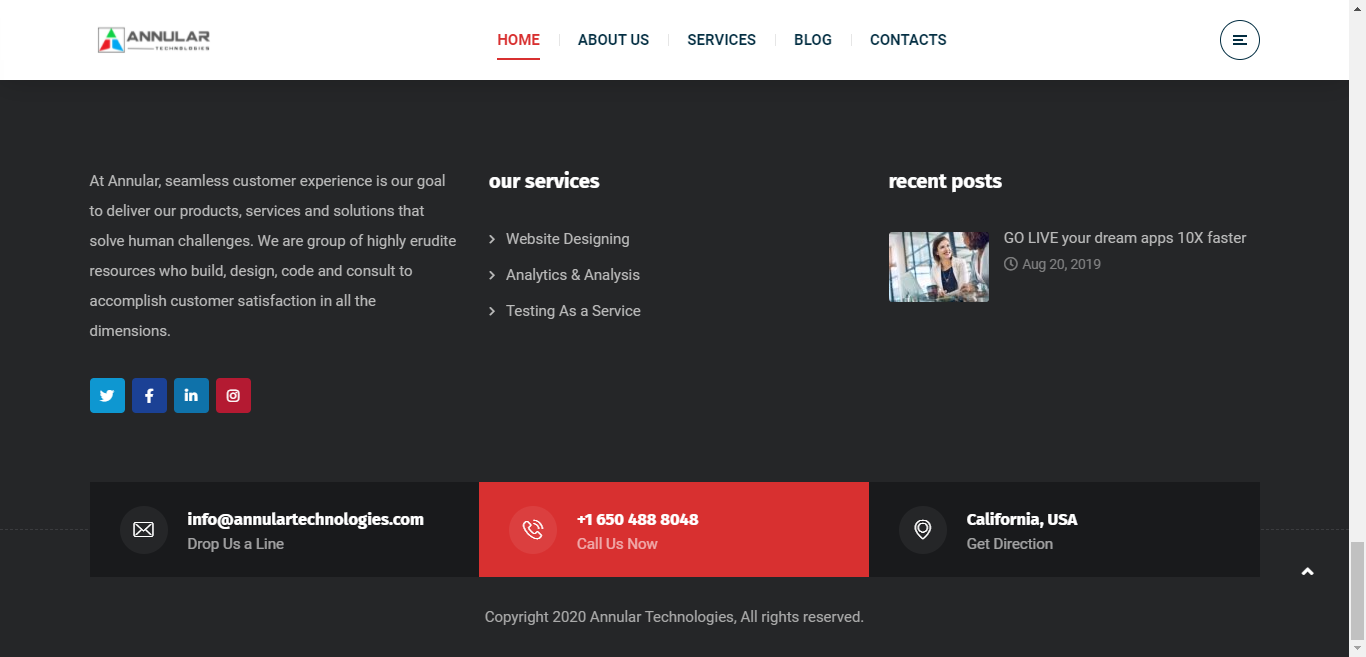 ANNULAR
TECHNOLOGIES
HOME
ABOUT US
SERVICES
BLOG
CONTACTS
At Annular, seamless customer experience is our goal
to deliver our products, services and solutions that
solve human challenges. We are group of highly erudite
resources who build, design, code and consult to
accomplish customer satisfaction in all the
dimensions.
our services
Website Designing
Analytics & Analysis
Testing As a Service
recent posts
GO LIVE your dream apps 10X faster
Aug 20, 2019
info@annulartechnologies.com
Drop Us a Line
+1 650 488 8048
Call Us Now
California, USA
Get Direction
Copyright 2020 Annular Technologies, All rights reserved.